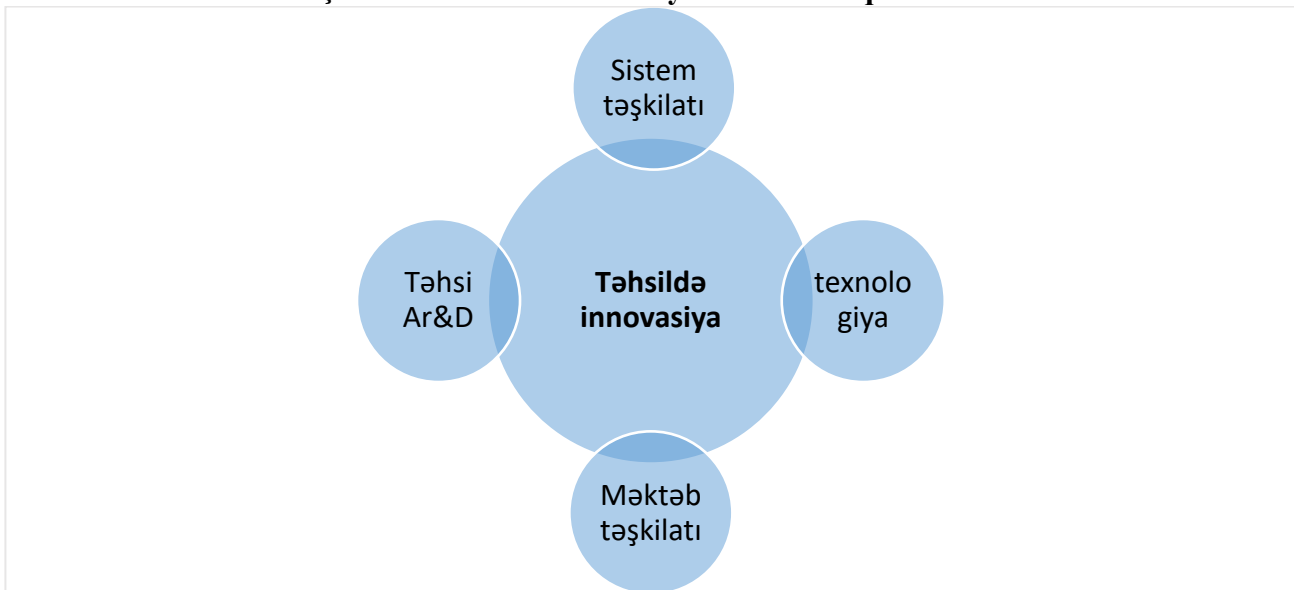 Sistem
təşkilatı
Təhsi
Ar&D
Təhsildə
innovasiya
texnolo
giya
Məktəb
təşkilatı